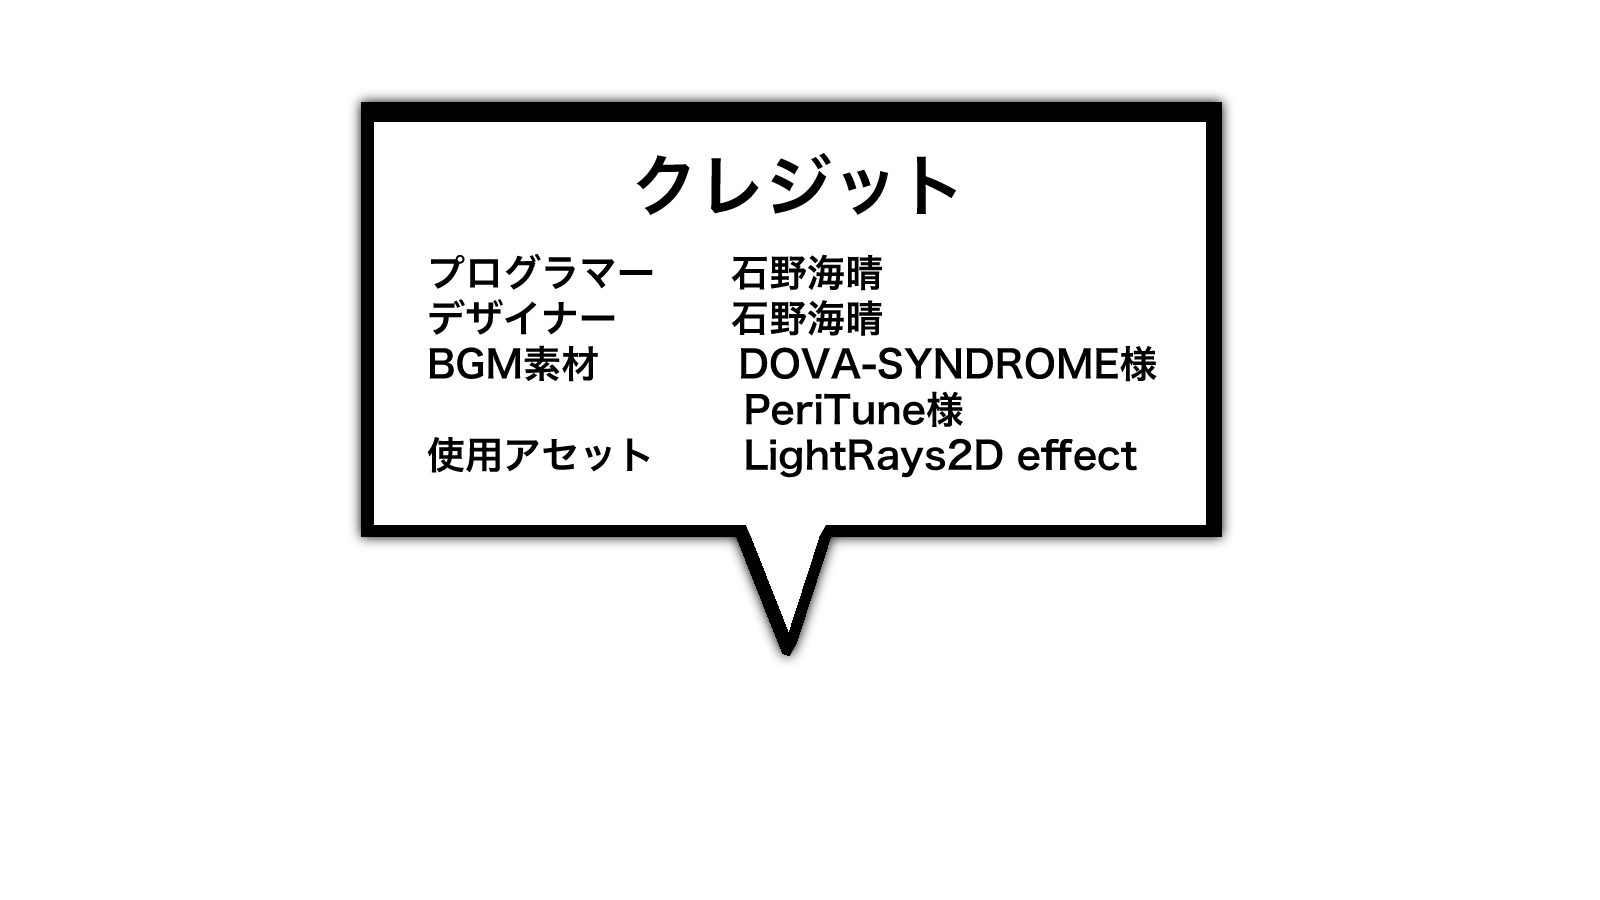 クレジット
プログラマー　　石野海晴
デザイナー　　　石野海晴
BGM素材　　　　DOVA-SYNDROME様
PeriTune様
使用アセット　　LightRays2D effect